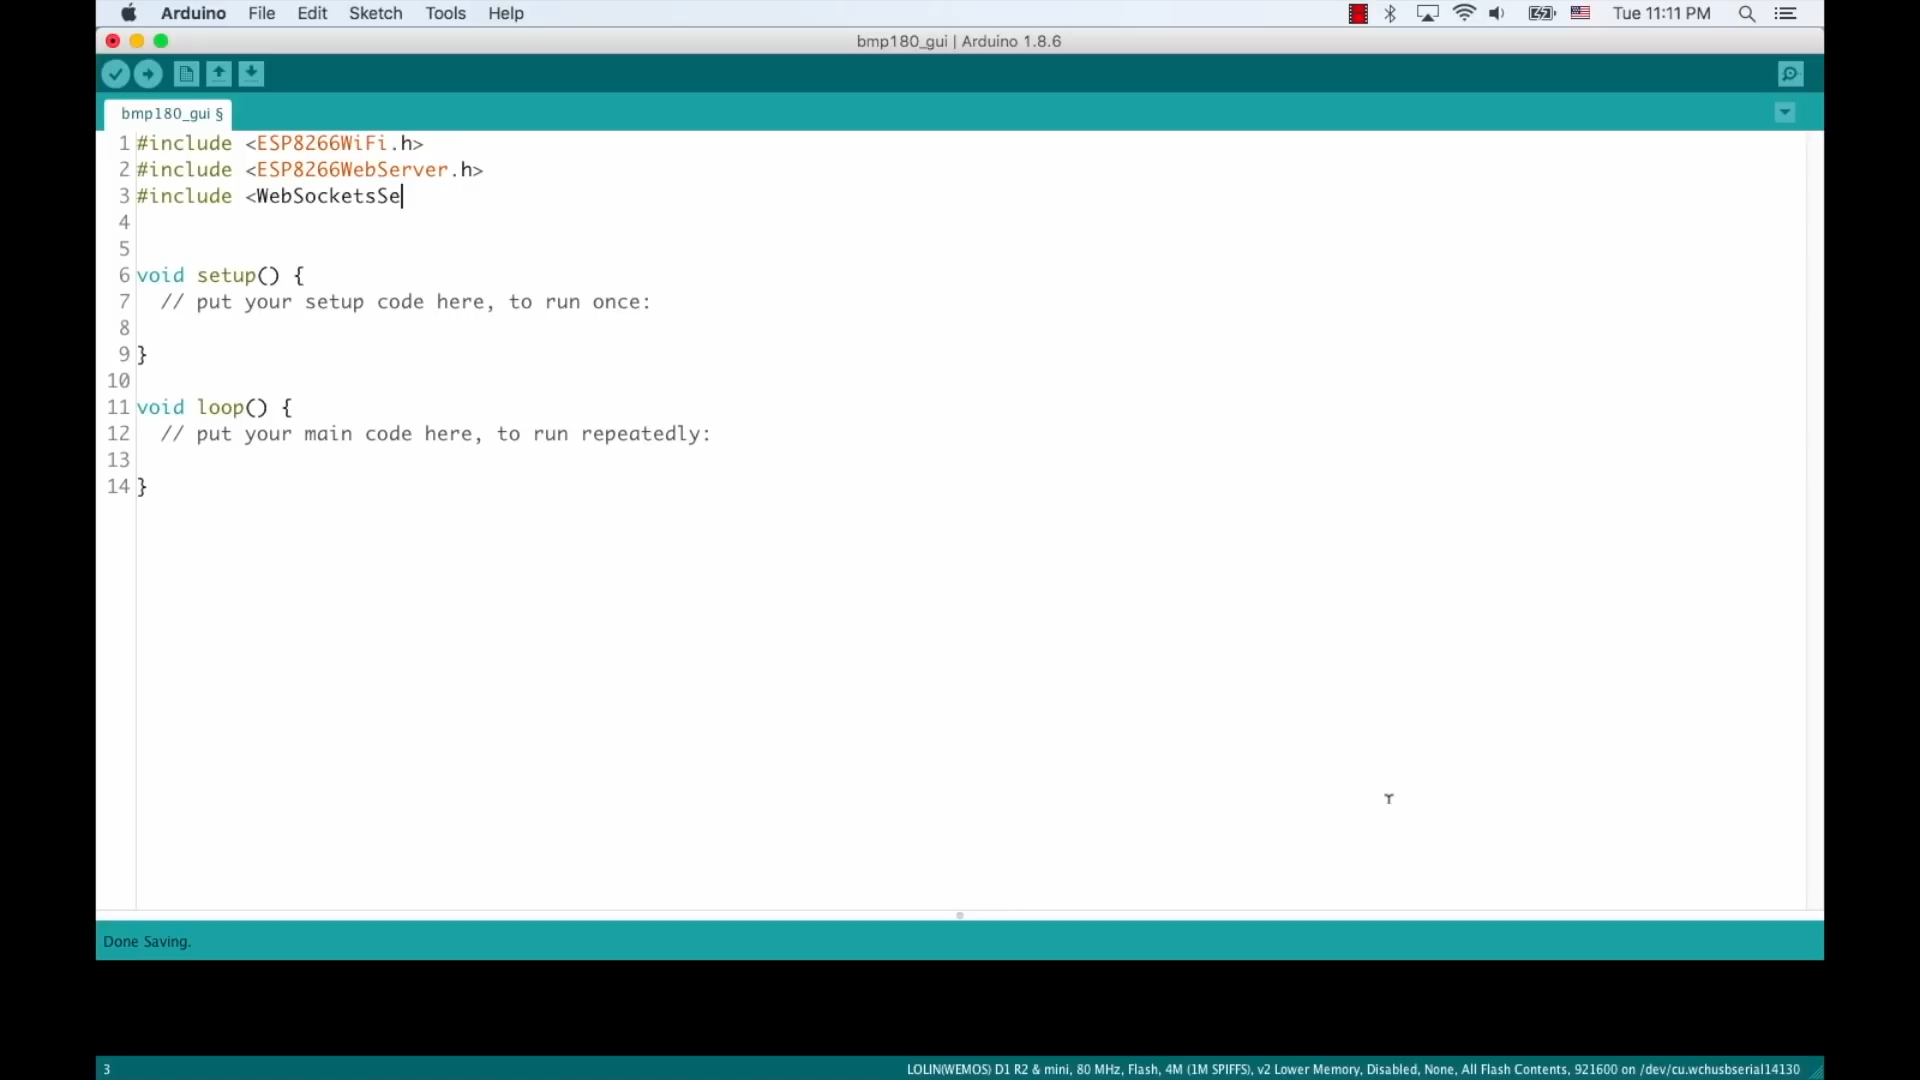 Arduino File Edit Sketch Tools Help Tue 11:11 PM
bmp180_gui | Arduino 1.8.6
bmp180_gui §
1 #include <ESP8266WiFi.h>
2 #include <ESP8266WebServer.h>
3 #include <WebSocketsSe
4
5
6 void setup() {
7 // put your setup code here, to run once:
8
9 }
10
11 void loop() {
12 // put your main code here, to run repeatedly:
13
14 }
Done Saving.
3 LOLIN(WEMOS) D1 R2 & mini, 80 MHz, Flash, 4M (1M SPIFFS), v2 Lower Memory, Disabled, None, All Flash Contents, 921600 on /dev/cu.wchusbserial14130